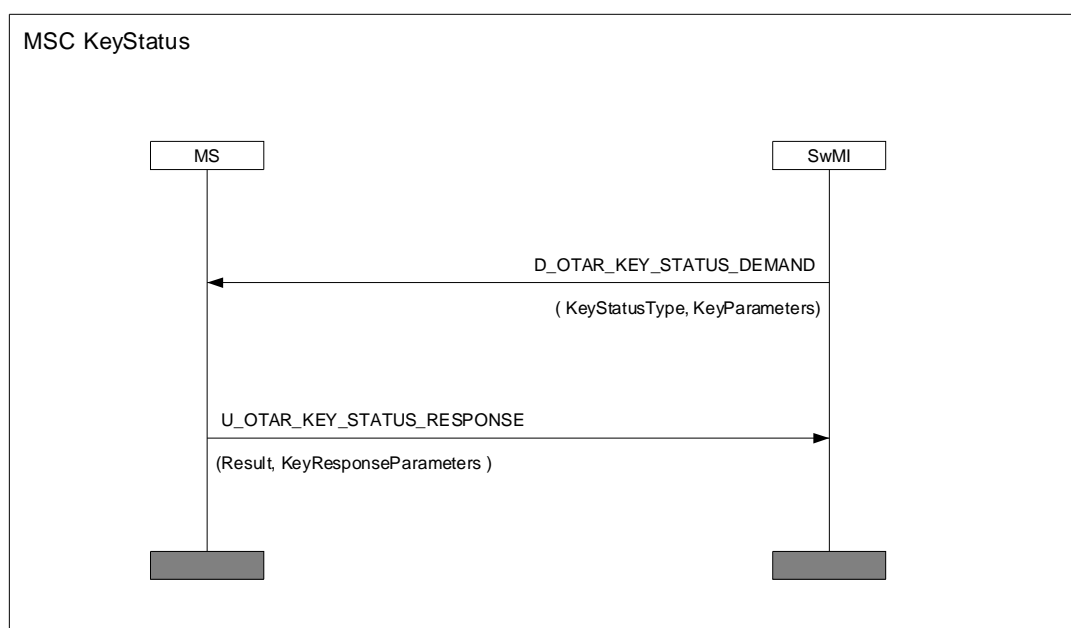 MSC KeyStatus
MS
SwMI
D_OTAR_KEY_STATUS_DEMAND
( KeyStatusType, KeyParameters)
U_OTAR_KEY_STATUS_RESPONSE
(Result, KeyResponseParameters )